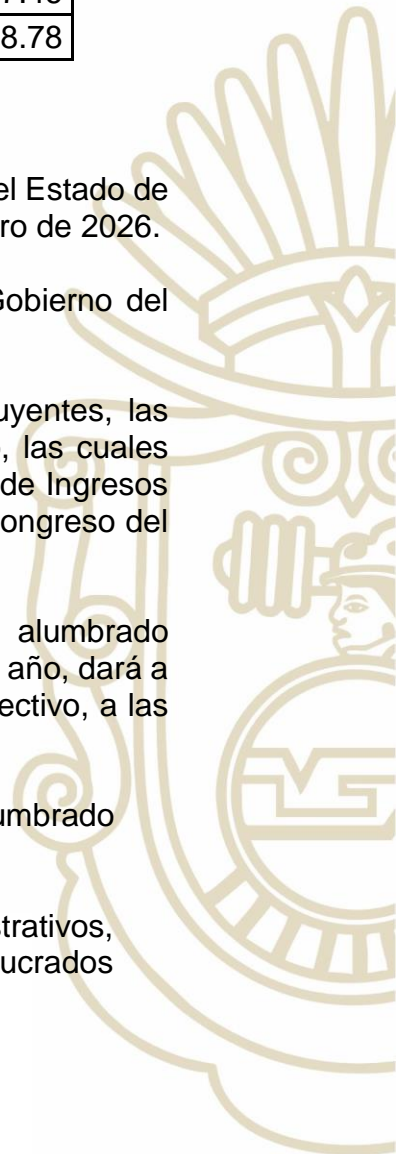 8.78
el Estado de
ro de 2026.
Gobierno del
uyentes, las
, las cuales
de Ingresos
ongreso del
alumbrado
año, dará a
ectivo, a las
umbrado
trativos,
ucrados